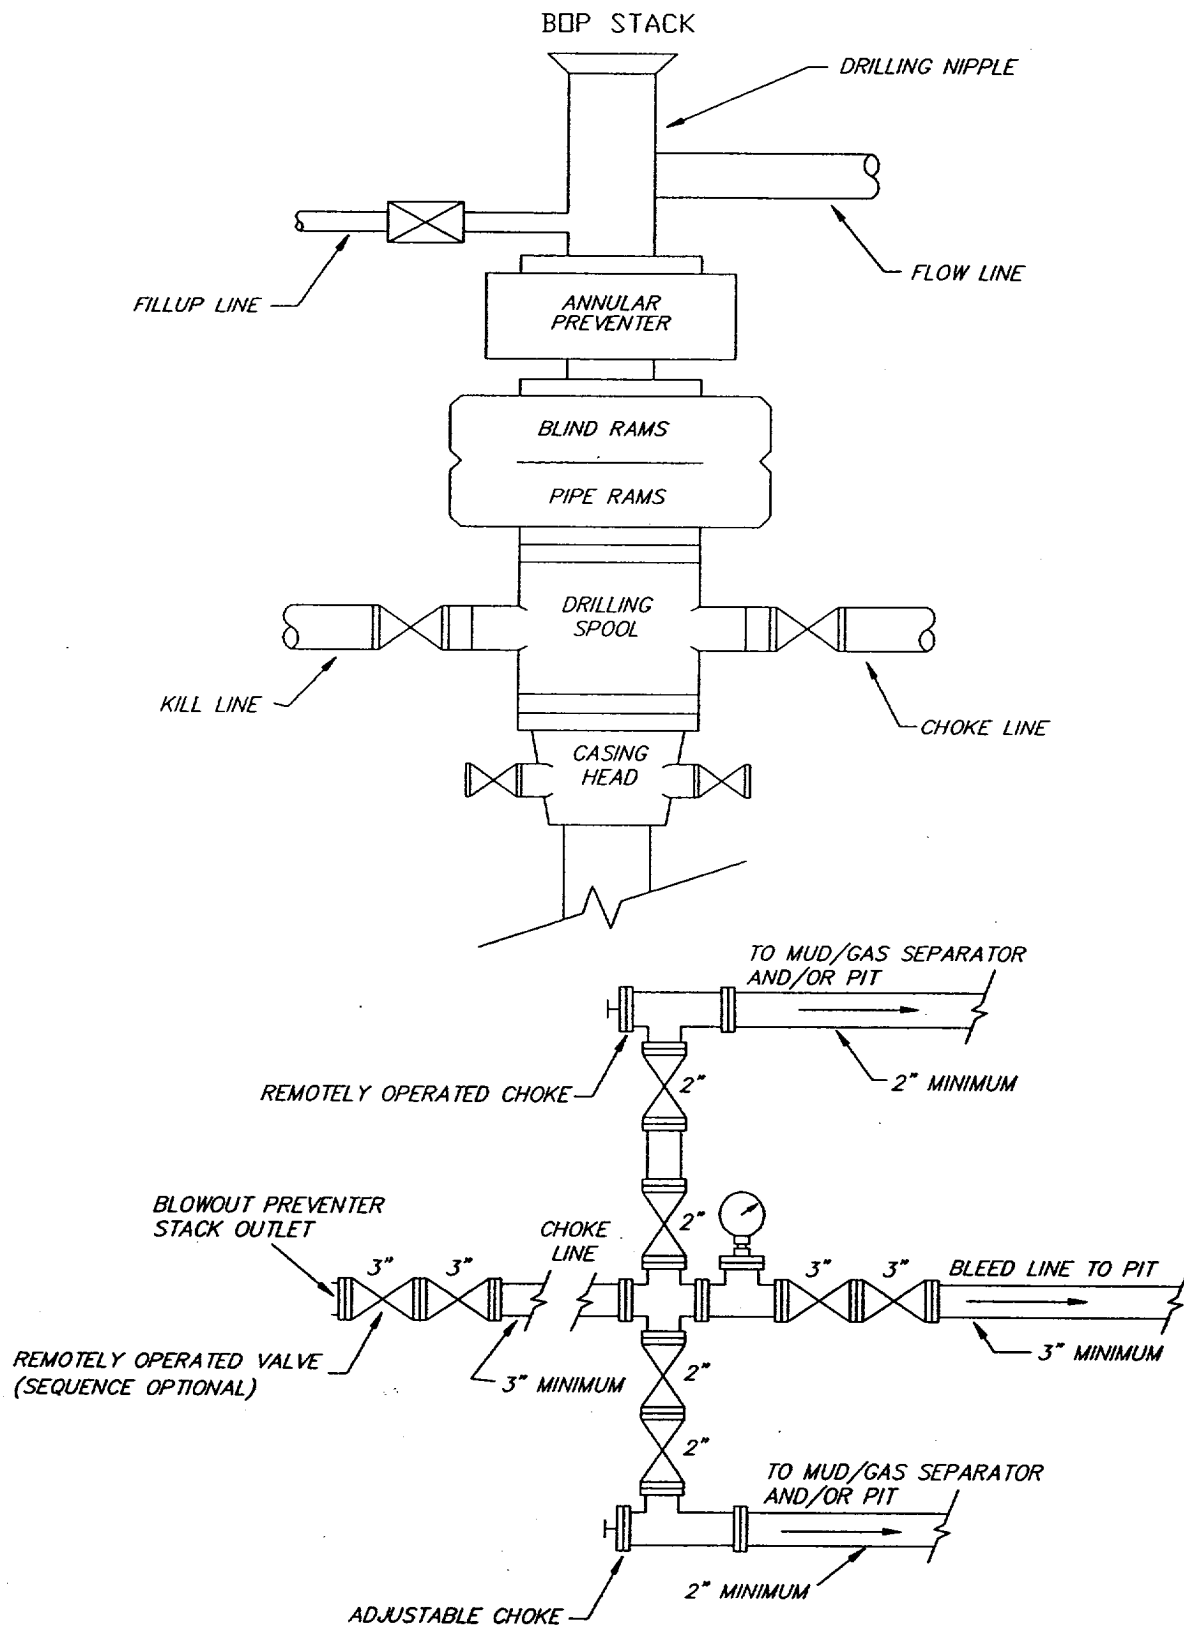 BOP STACK
DRILLING NIPPLE
FLOW LINE
FILLUP LINE
ANNULAR
PREVENTER
BLIND RAMS
PIPE RAMS
DRILLING
SPOOL
KILL LINE
CHOKE LINE
CASING
HEAD
TO MUD/GAS SEPARATOR
AND/OR PIT
2" MINIMUM
REMOTELY OPERATED CHOKE
2"
2"
BLOWOUT PREVENTER
STACK OUTLET
CHOKE
LINE
3"
3"
3"
3"
BLEED LINE TO PIT
REMOTELY OPERATED VALVE
(SEQUENCE OPTIONAL)
3" MINIMUM
3" MINIMUM
2"
2"
TO MUD/GAS SEPARATOR
AND/OR PIT
2" MINIMUM
ADJUSTABLE CHOKE